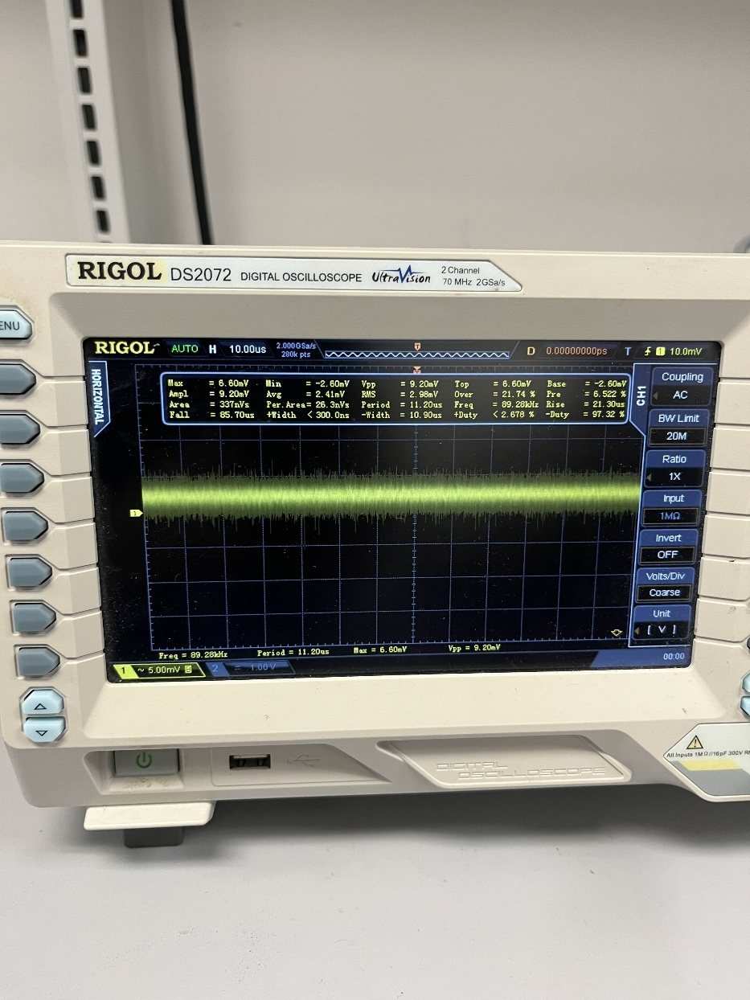 RIGOL DS2072 DIGITAL OSCILLOSCOPE UltraVision 2 Channel
70 MHz 2GSa/s
ENU
RIGOL AUTO H 10.00us 2.000GSa/s 280k pts T D 0.00000000ps T 1 10.0mV
HORIZONTAL
Max = 6.60mV Min = -2.60mV Vpp = 9.20mV Top = 6.60mV Base = -2.60mV
Ampl = 9.20mV Avg = 2.41mV RMS = 2.98mV Over = 21.74 % Pre = 6.522 %
Area = 337nVs Per.Area= 26.3nVs Period = 11.20us Freq = 89.28kHz Rise = 21.30us
Fall = 85.70us +Width < 300.0ns -Width = 10.90us +Duty < 2.678 % -Duty = 97.32 %
CH1
Coupling
AC
BW Limit
20M
Ratio
1X
Input
1MΩ
Invert
OFF
Volts/Div
Coarse
Unit
[ V ]
1
Freq = 89.28kHz Period = 11.20us Max = 6.60mV Vpp = 9.20mV
1 ~ 5.00mV B 2 = 1.00 V 00:00
DIGITAL
OSCILLOSCOPE
All Inputs 1MΩ//16pF 300V RM